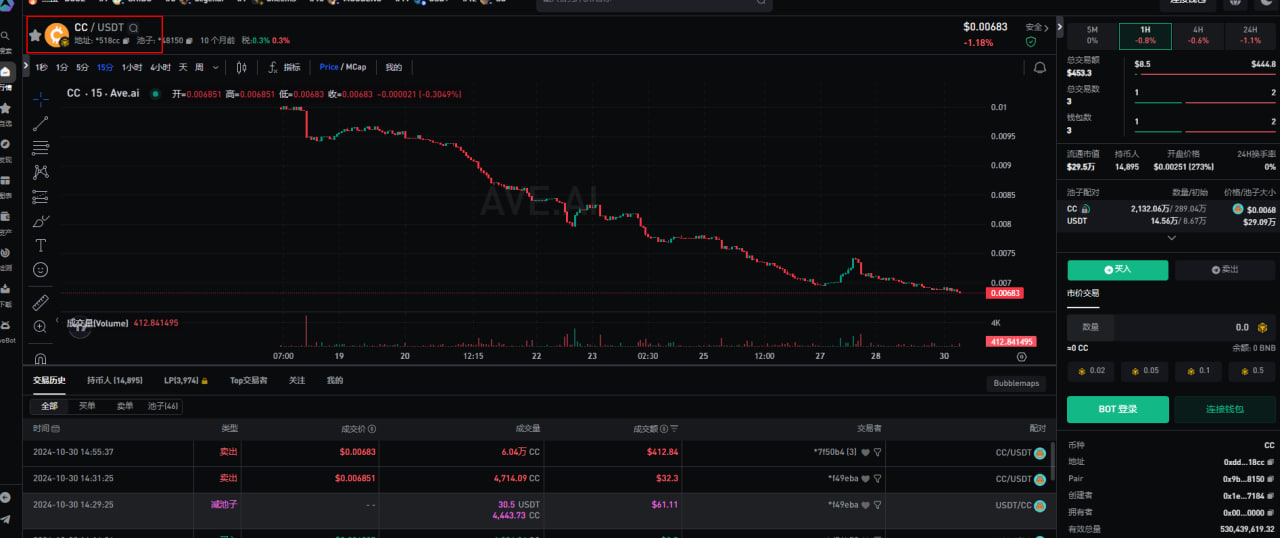 CC / USDT
地址: *518cc 池子: *48150 10 个月前 税:0.3% 0.3%
$0.00683
-1.18%
安全
1秒 1分 5分 15分 1小时 4小时 天 周 指标 Price / MCap 我的
CC · 15 · Ave.ai 开=0.006851 高=0.006851 低=0.00683 收=0.00683 -0.000021 (-0.3049%)
AVE.AI
0.01
0.0095
0.009
0.0085
0.008
0.0075
0.007
0.00683
成交量(Volume) 412.841495
4K
412.841495
07:00 19 20 12:15 22 23 02:30 25 12:00 27 28 30
交易历史 持币人 (14,895) LP(3,974) Top交易者 关注 我的
Bubblemaps
全部 买单 卖单 池子(46)
时间 类型 成交价 成交量 成交额 交易者 配对
2024-10-30 14:55:37 卖出 $0.00683 6.04万 CC $412.84 *7f50b4 (3) CC/USDT
2024-10-30 14:31:25 卖出 $0.006851 4,714.09 CC $32.3 *f49eba CC/USDT
2024-10-30 14:29:25 减池子 -- 30.5 USDT $61.11 *f49eba USDT/CC
4,443.73 CC
5M 1H 4H 24H
0% -0.8% -0.6% -1.1%
总交易额
$453.3
$8.5 $444.8
总交易数
3
1 2
钱包数
3
1 2
流通市值 持币人 开盘价格 24H换手率
$29.5万 14,895 $0.00251 (273%) 0%
池子配对 数量/初始 价格/池子大小
CC 2,132.06万/ 289.04万 $0.0068
USDT 14.56万/ 8.67万 $29.09万
买入 卖出
市价交易
数量 0.0
≈0 CC 余额: 0 BNB
0.02 0.05 0.1 0.5
BOT 登录 连接钱包
币种 CC
地址 0xdd...18cc
Pair 0x9b...8150
创建者 0x1e...7184
拥有者 0x00...0000
有效总量 530,439,619.32